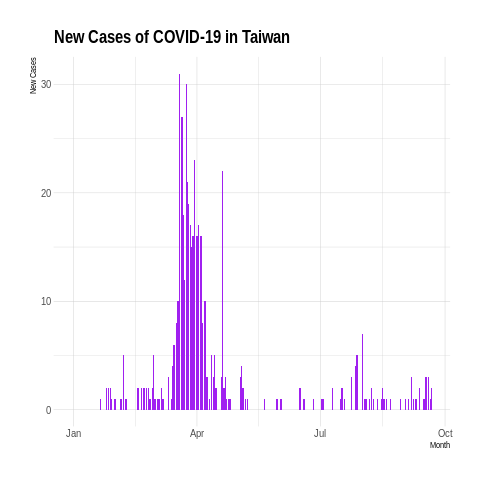 New Cases of COVID-19 in Taiwan
New Cases
30
20
10
0
Jan Apr Jul Oct
Month